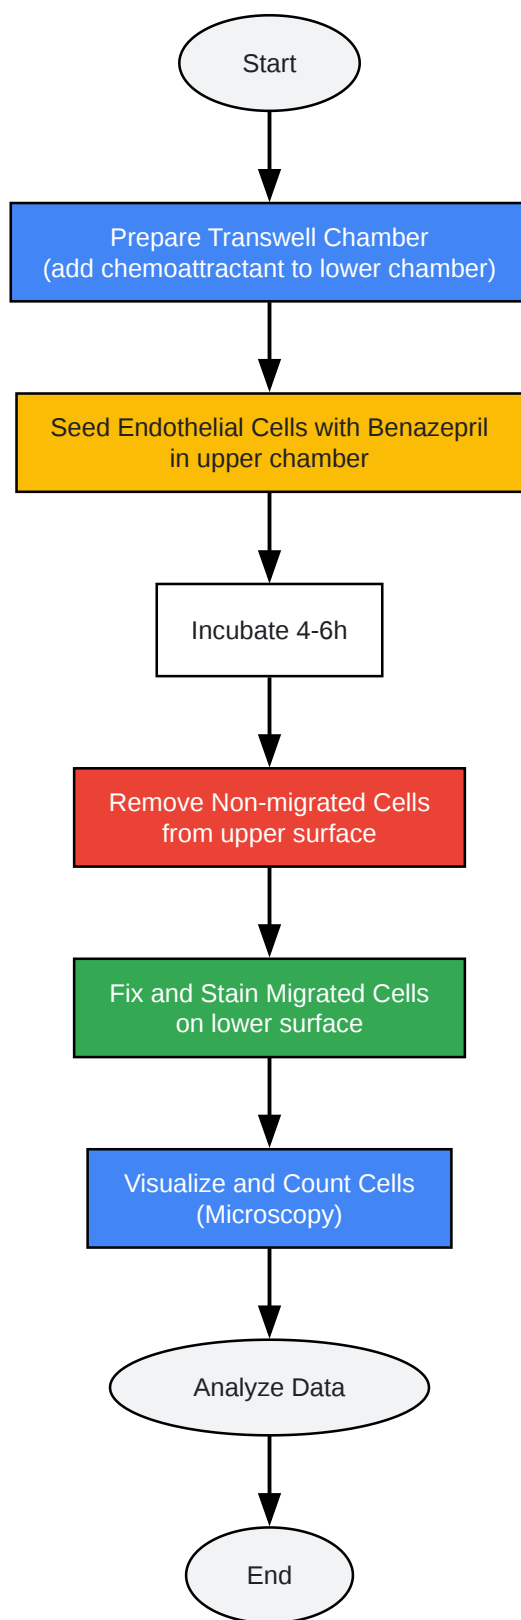 Start
Prepare Transwell Chamber
(add chemoattractant to lower chamber)
Seed Endothelial Cells with Benazepril
in upper chamber
Incubate 4-6h
Remove Non-migrated Cells
from upper surface
Fix and Stain Migrated Cells
on lower surface
Visualize and Count Cells
(Microscopy)
Analyze Data
End